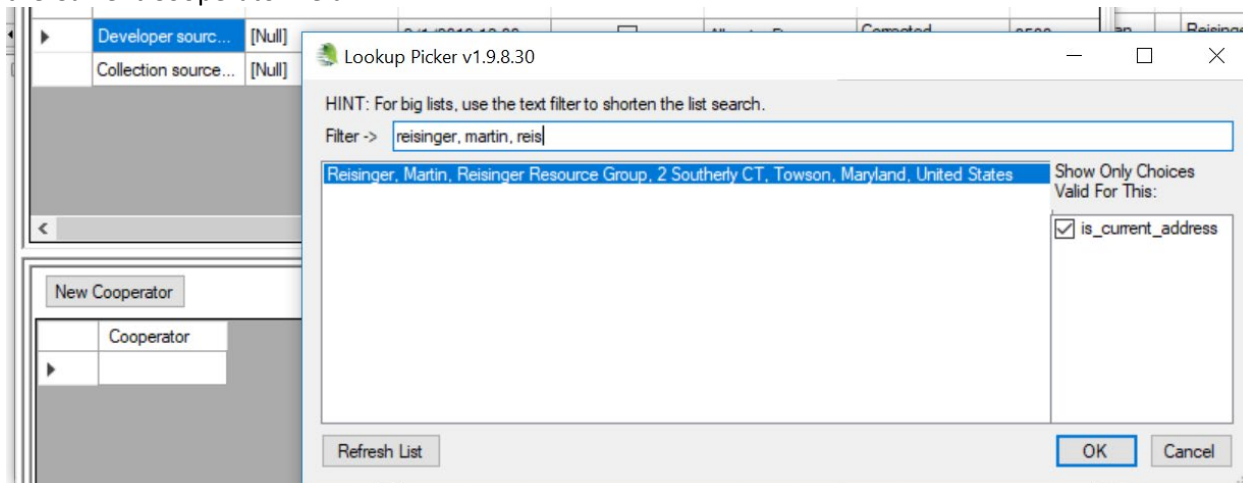 Developer sourc... [Null]
Collection source... [Null]
Lookup Picker v1.9.8.30
HINT: For big lists, use the text filter to shorten the list search.
Filter -> reisinger, martin, reis
Reisinger, Martin, Reisinger Resource Group, 2 Southerly CT, Towson, Maryland, United States
Show Only Choices
Valid For This:
is_current_address
New Cooperator
Cooperator
Refresh List
OK
Cancel